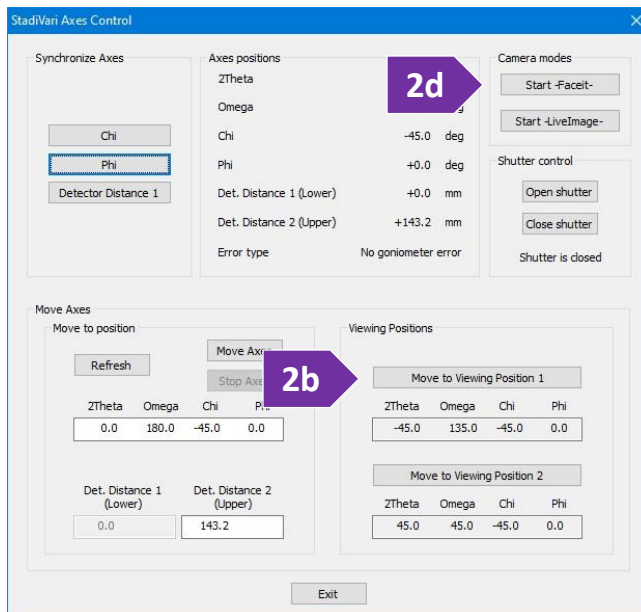 StadiVari Axes Control
Synchronize Axes
Chi
Phi
Detector Distance 1
Axes positions
2Theta
Omega
Chi -45.0 deg
Phi +0.0 deg
Det. Distance 1 (Lower) +0.0 mm
Det. Distance 2 (Upper) +143.2 mm
Error type No goniometer error
2d
Camera modes
Start -Faceit-
Start -LiveImage-
Shutter control
Open shutter
Close shutter
Shutter is closed
Move Axes
Move to position
Refresh
Move
Stop
2b
2Theta Omega Chi
0.0 180.0 -45.0 0.0
Det. Distance 1 Det. Distance 2
(Lower) (Upper)
0.0 143.2
Viewing Positions
Move to Viewing Position 1
2Theta Omega Chi Phi
-45.0 135.0 -45.0 0.0
Move to Viewing Position 2
2Theta Omega Chi Phi
45.0 45.0 -45.0 0.0
Exit